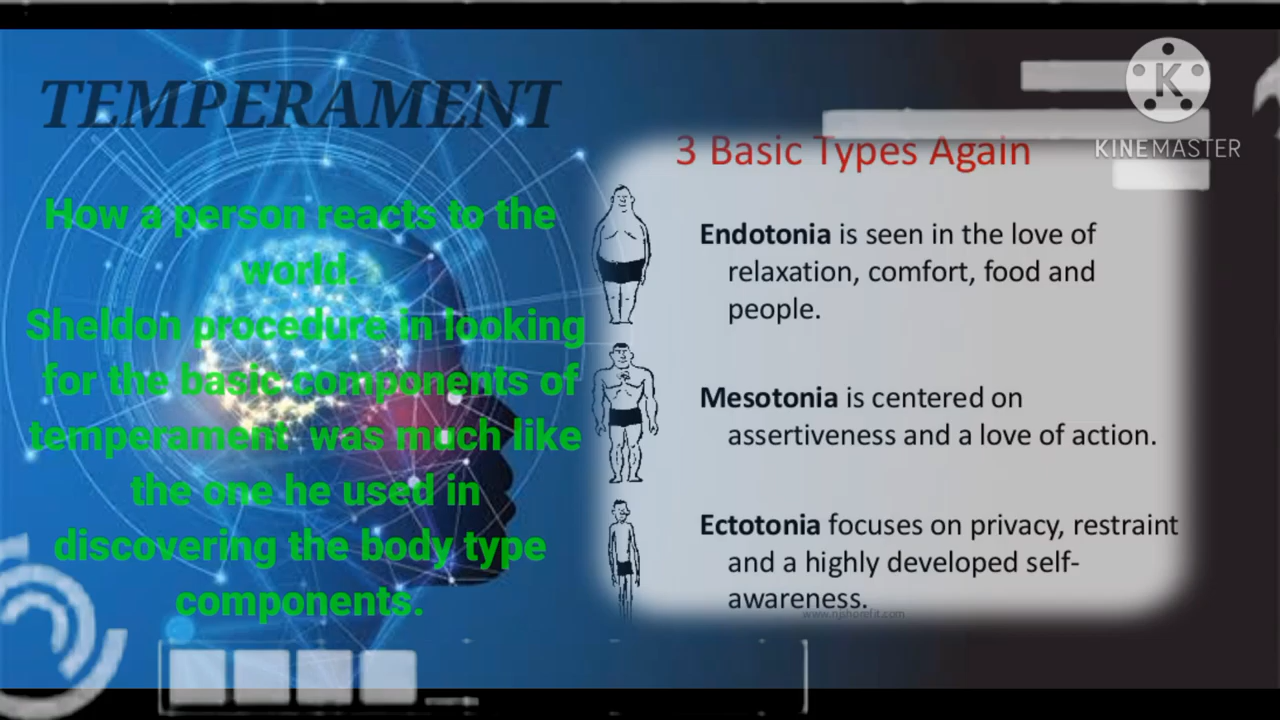 TEMPERAMENT
How a person reacts to the
world.
Sheldon procedure in looking
for the basic components of
temperament was much like
the one he used in
discovering the body type
components.
3 Basic Types Again
Endotonia is seen in the love of
relaxation, comfort, food and
people.
Mesotonia is centered on
assertiveness and a love of action.
Ectotonia focuses on privacy, restraint
and a highly developed self-
awareness.
K
KINEMASTER